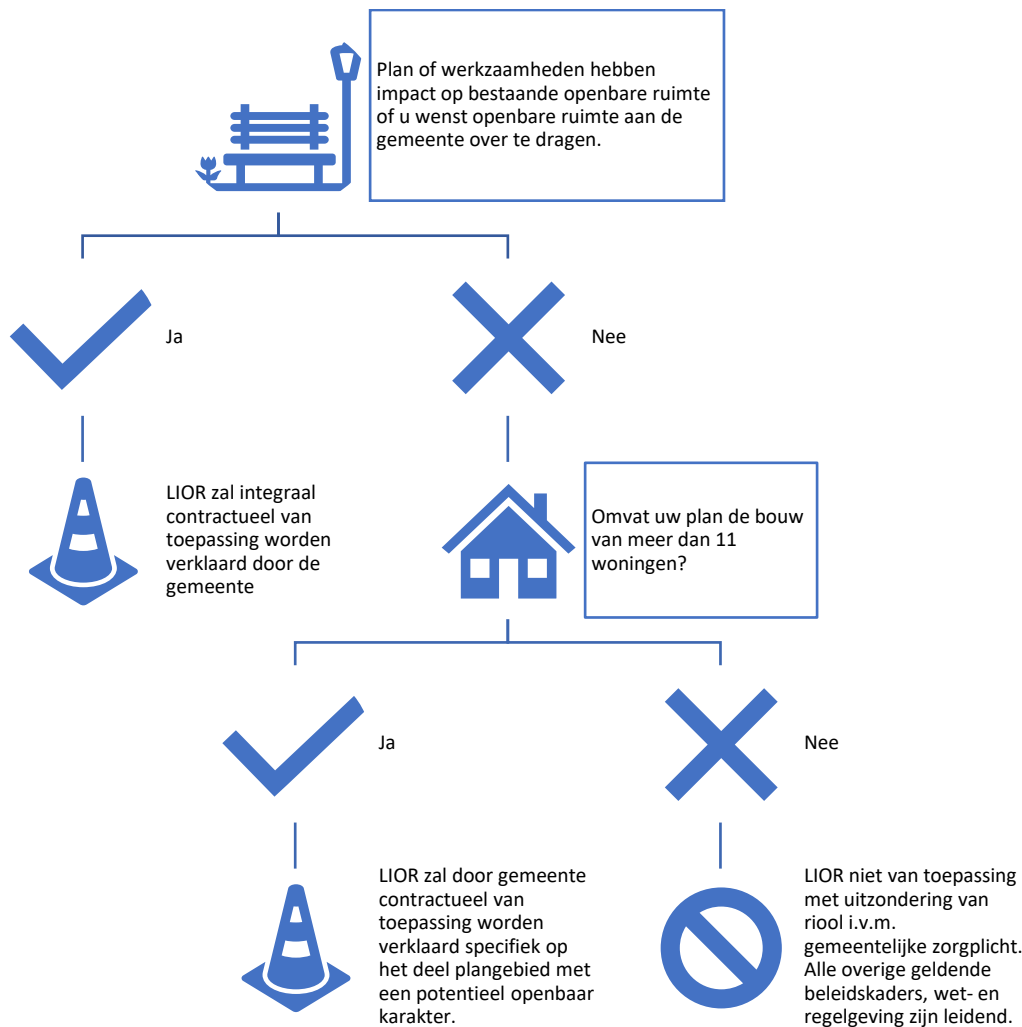 Plan of werkzaamheden hebben
impact op bestaande openbare ruimte
of u wenst openbare ruimte aan de
gemeente over te dragen.
Ja
Nee
LIOR zal integraal
contractueel van
toepassing worden
verklaard door de
gemeente
Omvat uw plan de bouw
van meer dan 11
woningen?
Ja
Nee
LIOR zal door gemeente
contractueel van
toepassing worden
verklaard specifiek op
het deel plangebied met
een potentieel openbaar
karakter.
LIOR niet van toepassing
met uitzondering van
riool i.v.m.
gemeentelijke zorgplicht.
Alle overige geldende
beleidskaders, wet- en
regelgeving zijn leidend.